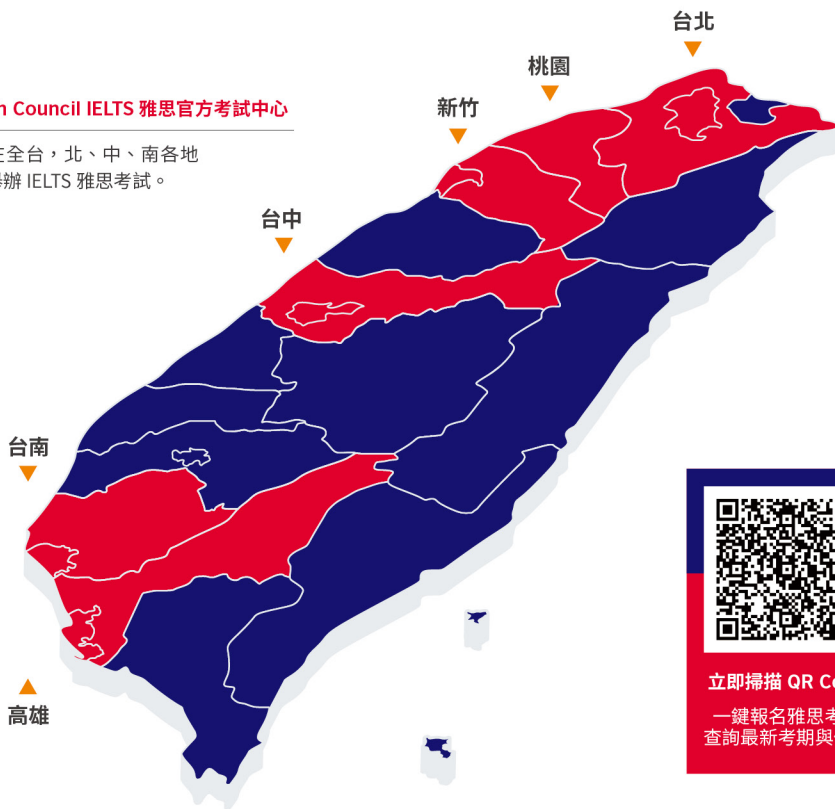 台北
桃園
新竹
Council IELTS 雅思官方考試中心
全台，北、中、南各地
辦 IELTS 雅思考試。
台中
台南
高雄
立即掃描 QR
一鍵報名雅思考
查詢最新考期與